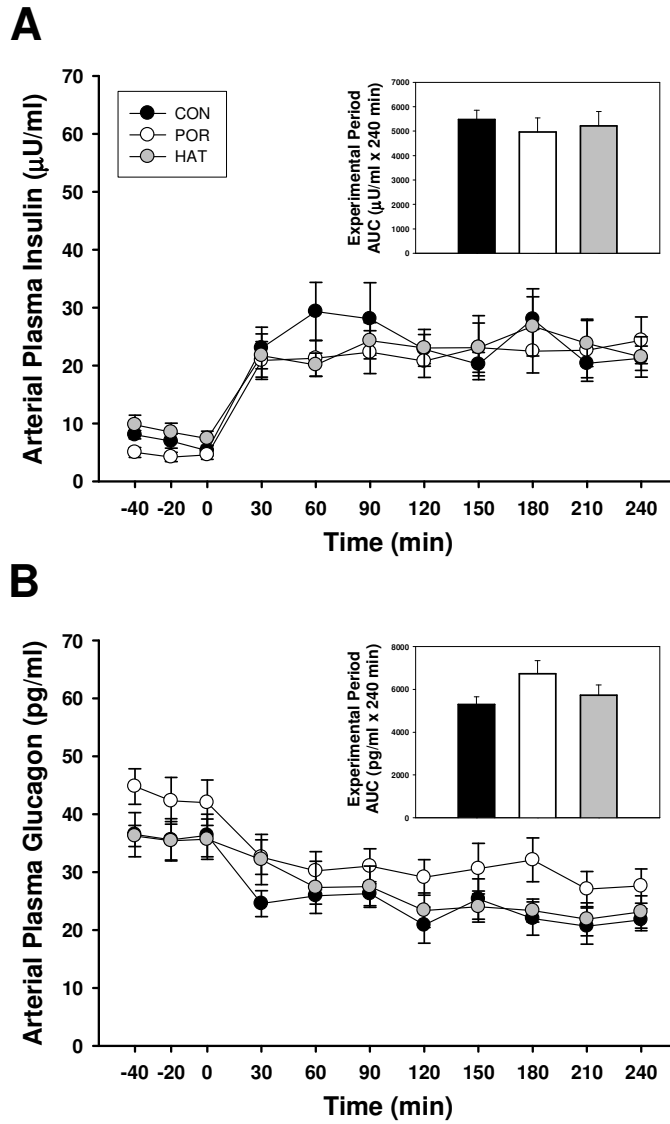 A
Arterial Plasma Insulin (µU/ml)
70
60
50
40
30
20
10
0
CON
POR
HAT
Experimental Period
AUC (µU/ml x 240 min)
7000
6000
5000
4000
3000
2000
1000
0
-40 -20 0 30 60 90 120 150 180 210 240
Time (min)
B
Arterial Plasma Glucagon (pg/ml)
70
60
50
40
30
20
10
0
Experimental Period
AUC (pg/ml x 240 min)
8000
6000
4000
2000
0
-40 -20 0 30 60 90 120 150 180 210 240
Time (min)